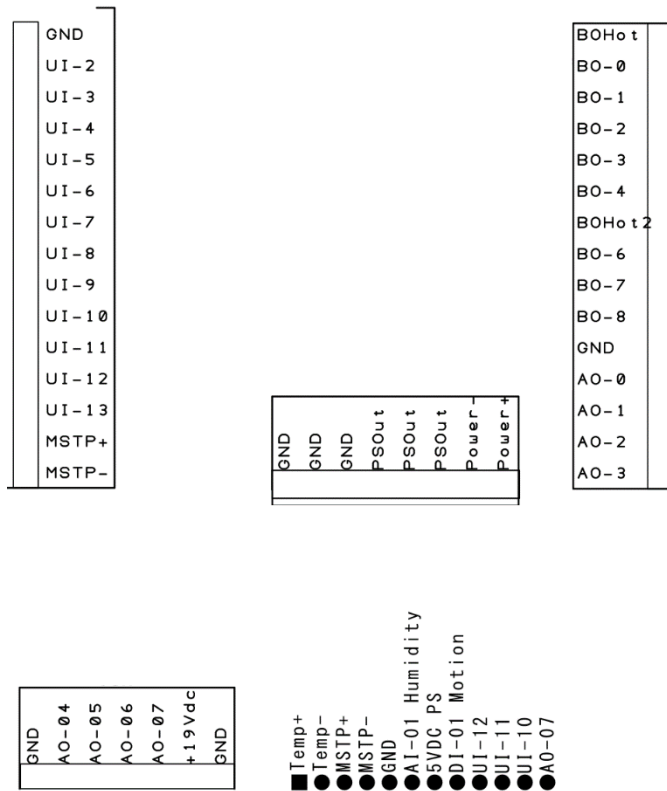 GND
UI-2
UI-3
UI-4
UI-5
UI-6
UI-7
UI-8
UI-9
UI-10
UI-11
UI-12
UI-13
MSTP+
MSTP-
BOHot
BO-0
BO-1
BO-2
BO-3
BO-4
BOHot2
BO-6
BO-7
BO-8
GND
AO-0
AO-1
AO-2
AO-3
GND
GND
GND
PSOut
PSOut
PSOut
Power-
Power+
GND
AO-04
AO-05
AO-06
AO-07
+19Vdc
GND
Temp+
Temp-
MSTP+
MSTP-
GND
AI-01 Humidity
5VDC PS
DI-01 Motion
UI-12
UI-11
UI-10
AO-07